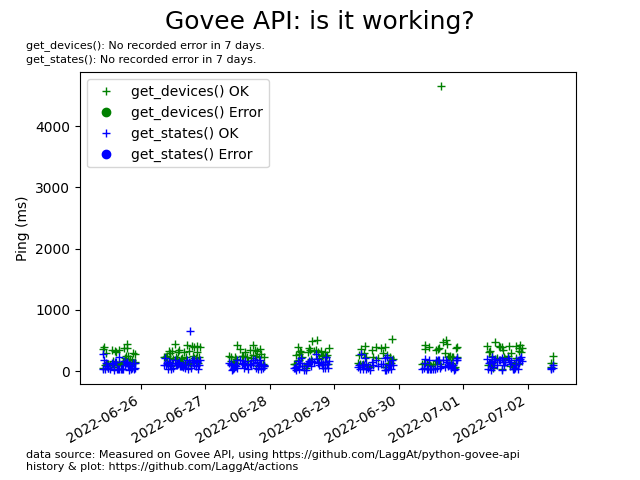 Govee API: is it working?
get_devices(): No recorded error in 7 days.
get_states(): No recorded error in 7 days.
get_devices() OK
get_devices() Error
get_states() OK
get_states() Error
4000
3000
2000
1000
0
Ping (ms)
2022-06-26
2022-06-27
2022-06-28
2022-06-29
2022-06-30
2022-07-01
2022-07-02
data source: Measured on Govee API, using https://github.com/LaggAt/python-govee-api
history & plot: https://github.com/LaggAt/actions